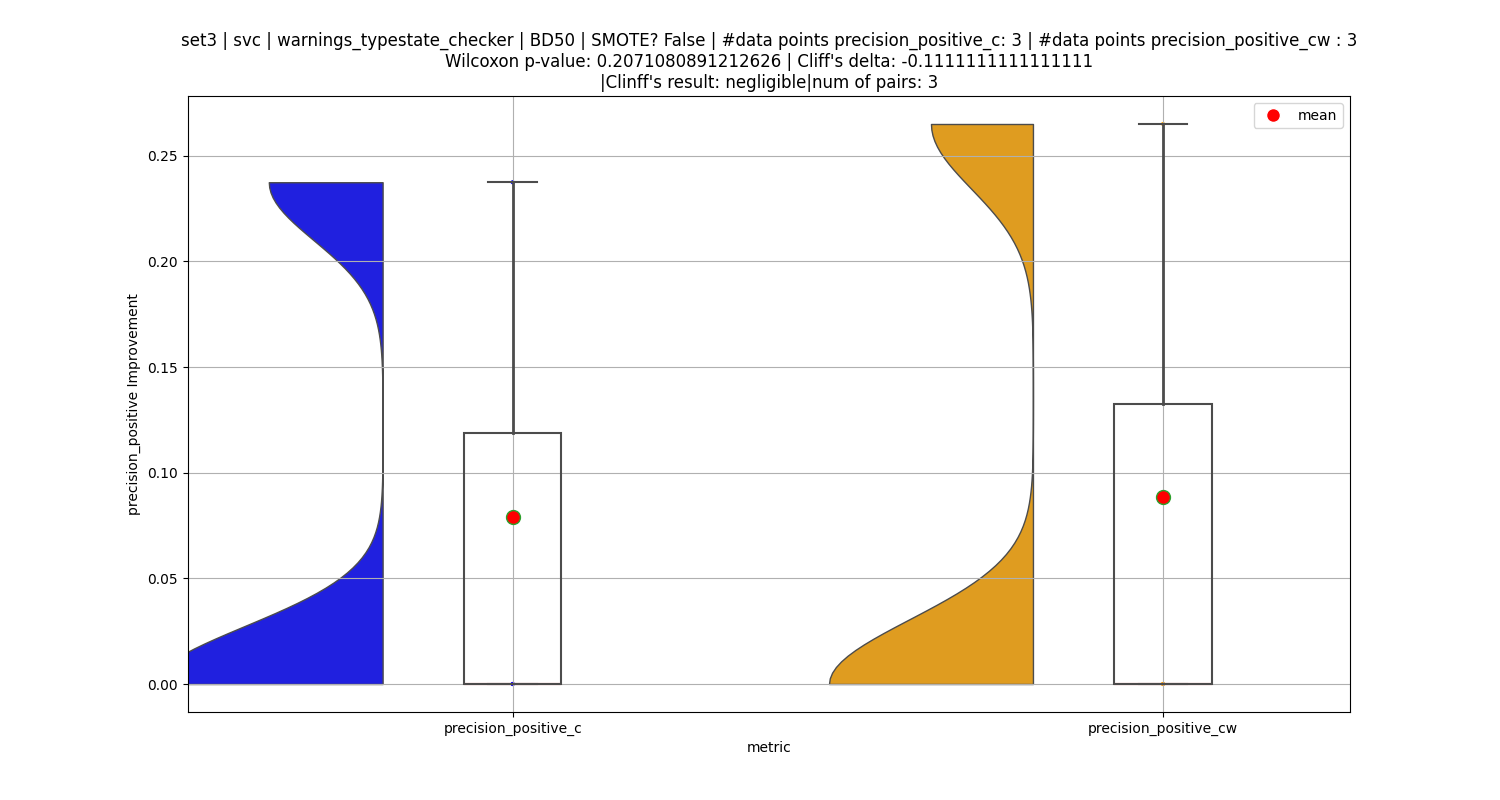 set3 | svc | warnings_typestate_checker | BD50 | SMOTE? False | #data points precision_positive_c: 3 | #data points precision_positive_cw : 3
Wilcoxon p-value: 0.2071080891212626 | Cliff's delta: -0.1111111111111111
|Clinff's result: negligible|num of pairs: 3
mean
0.25
0.20
0.15
0.10
0.05
0.00
precision_positive Improvement
precision_positive_c
precision_positive_cw
metric